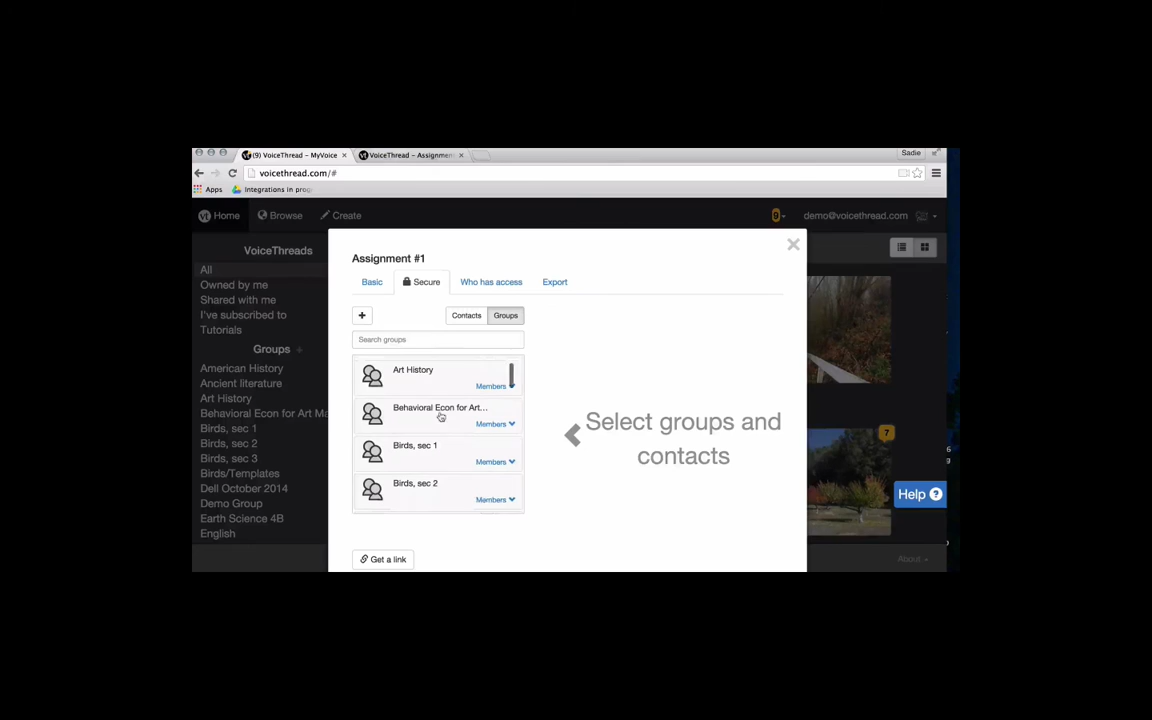 (9) VoiceThread - MyVoice
VoiceThread - Assignment
Sadie
voicethread.com/#
Apps
Integrations in prog
Home
Browse
Create
0
demo@voicethread.com
VoiceThreads
All
Owned by me
Shared with me
I've subscribed to
Tutorials
Groups +
American History
Ancient literature
Art History
Behavioral Econ for Art Ma
Birds, sec 1
Birds, sec 2
Birds, sec 3
Birds/Templates
Dell October 2014
Demo Group
Earth Science 4B
English
Assignment #1
Basic
Secure
Who has access
Export
+
Contacts
Groups
Search groups
Art History
Members
Behavioral Econ for Art...
Members
Birds, sec 1
Members
Birds, sec 2
Members
Select groups and
contacts
Get a link
7
Help ?
About